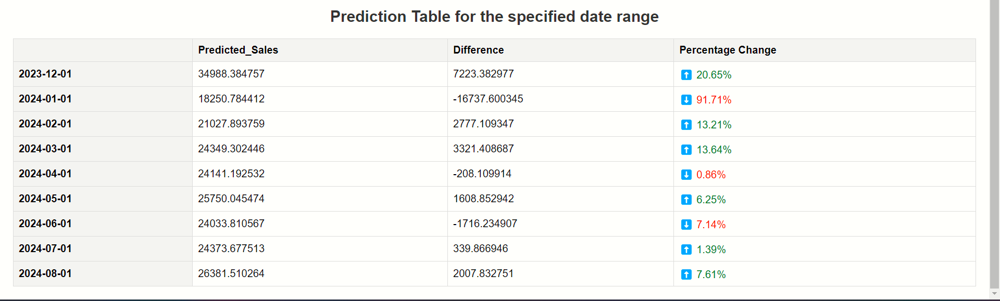 Prediction Table for the specified date range
Predicted_Sales Difference Percentage Change
2023-12-01 34988.384757 7223.382977 ⬆ 20.65%
2024-01-01 18250.784412 -16737.600345 ⬇ 91.71%
2024-02-01 21027.893759 2777.109347 ⬆ 13.21%
2024-03-01 24349.302446 3321.408687 ⬆ 13.64%
2024-04-01 24141.192532 -208.109914 ⬇ 0.86%
2024-05-01 25750.045474 1608.852942 ⬆ 6.25%
2024-06-01 24033.810567 -1716.234907 ⬇ 7.14%
2024-07-01 24373.677513 339.866946 ⬆ 1.39%
2024-08-01 26381.510264 2007.832751 ⬆ 7.61%